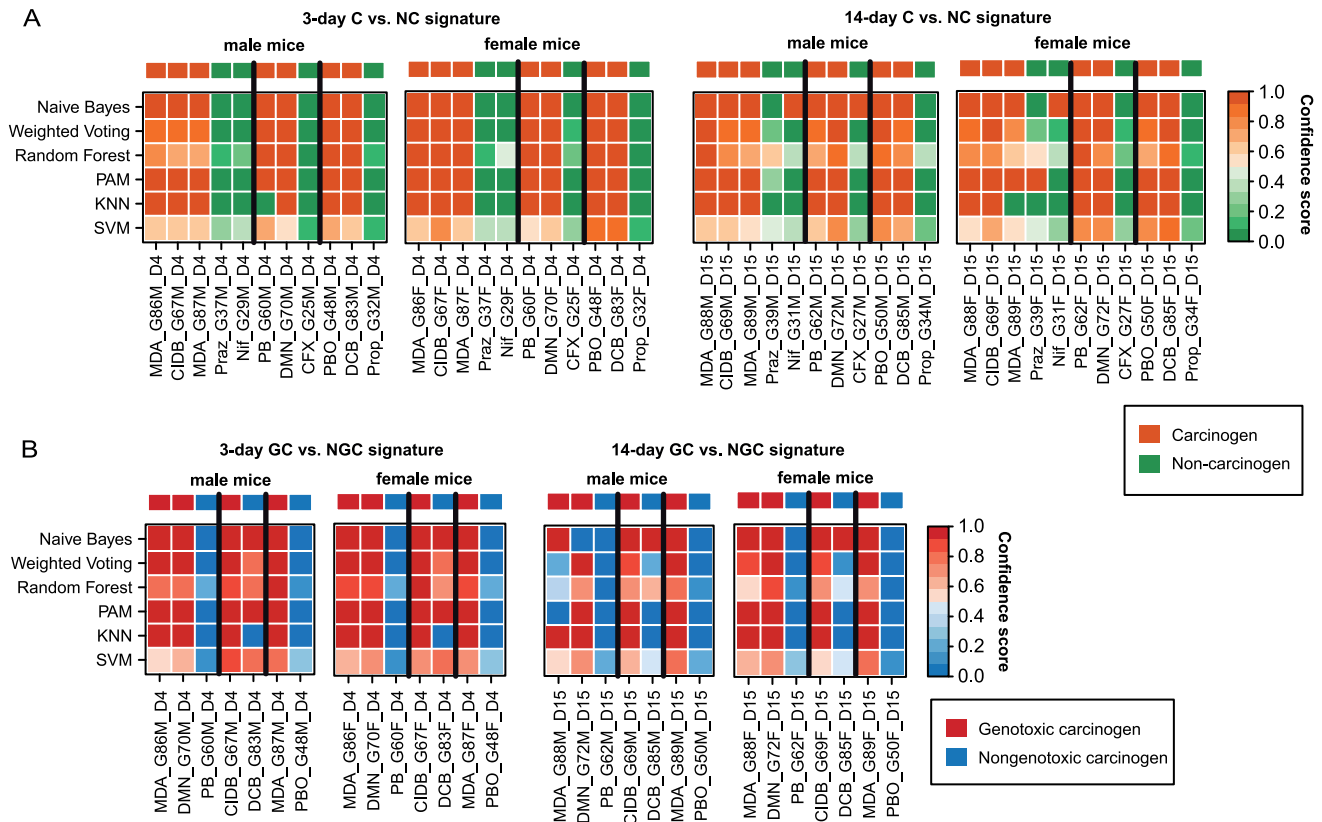 A
3-day C vs. NC signature
14-day C vs. NC signature
male mice
female mice
male mice
female mice
Naive Bayes
Weighted Voting
Random Forest
PAM
KNN
SVM
1.0
0.8
0.6
0.4
0.2
0.0
Confidence score
MDA_G86M_D4
CIDB_G67M_D4
MDA_G87M_D4
Praz_G37M_D4
Nif_G29M_D4
PB_G60M_D4
DMN_G70M_D4
CFX_G25M_D4
PBO_G48M_D4
DCB_G83M_D4
Prop_G32M_D4
MDA_G86F_D4
CIDB_G67F_D4
MDA_G87F_D4
Praz_G37F_D4
Nif_G29F_D4
PB_G60F_D4
DMN_G70F_D4
CFX_G25F_D4
PBO_G48F_D4
DCB_G83F_D4
Prop_G32F_D4
MDA_G88M_D15
CIDB_G69M_D15
MDA_G89M_D15
Praz_G39M_D15
Nif_G31M_D15
PB_G62M_D15
DMN_G72M_D15
CFX_G27M_D15
PBO_G50M_D15
DCB_G85M_D15
Prop_G34M_D15
MDA_G88F_D15
CIDB_G69F_D15
MDA_G89F_D15
Praz_G39F_D15
Nif_G31F_D15
PB_G62F_D15
DMN_G72F_D15
CFX_G27F_D15
PBO_G50F_D15
DCB_G85F_D15
Prop_G34F_D15
Carcinogen
Non-carcinogen
B
3-day GC vs. NGC signature
14-day GC vs. NGC signature
male mice
female mice
male mice
female mice
Naive Bayes
Weighted Voting
Random Forest
PAM
KNN
SVM
1.0
0.8
0.6
0.4
0.2
0.0
Confidence score
MDA_G86M_D4
DMN_G70M_D4
PB_G60M_D4
CIDB_G67M_D4
DCB_G83M_D4
MDA_G87M_D4
PBO_G48M_D4
MDA_G86F_D4
DMN_G70F_D4
PB_G60F_D4
CIDB_G67F_D4
DCB_G83F_D4
MDA_G87F_D4
PBO_G48F_D4
MDA_G88M_D15
DMN_G72M_D15
PB_G62M_D15
CIDB_G69M_D15
DCB_G85M_D15
MDA_G89M_D15
PBO_G50M_D15
MDA_G88F_D15
DMN_G72F_D15
PB_G62F_D15
CIDB_G69F_D15
DCB_G85F_D15
MDA_G89F_D15
PBO_G50F_D15
Genotoxic carcinogen
Nongenotoxic carcinogen